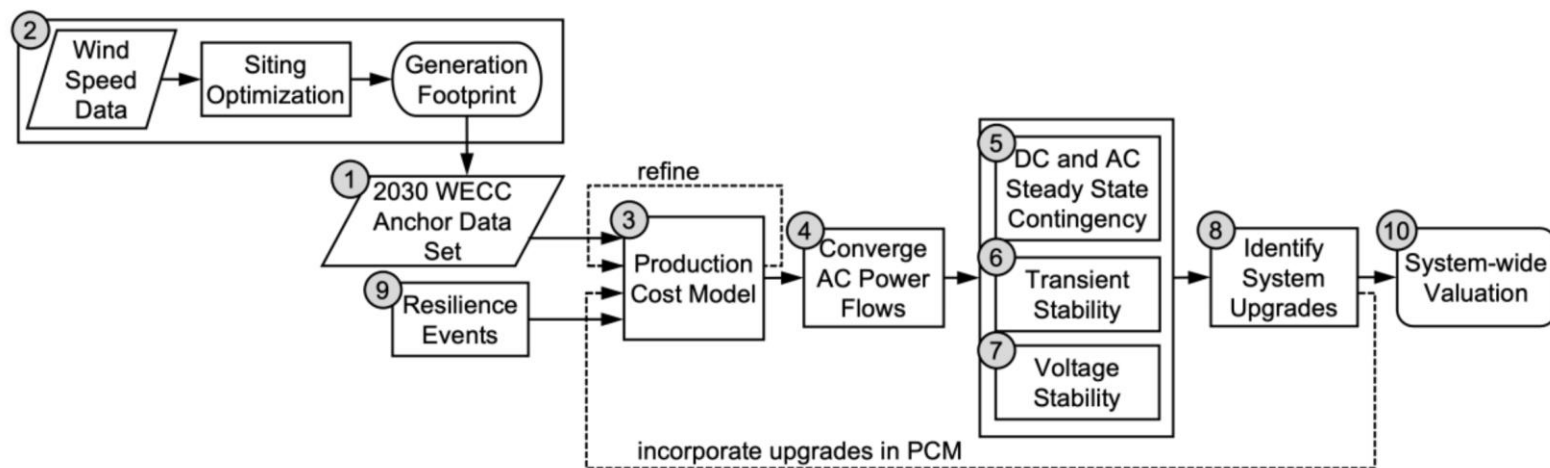 2
Wind
Speed
Data
Siting
Optimization
Generation
Footprint
1
2030 WECC
Anchor Data
Set
refine
9
Resilience
Events
3
Production
Cost Model
4
Converge
AC Power
Flows
5
DC and AC
Steady State
Contingency
6
Transient
Stability
7
Voltage
Stability
8
Identify
System
Upgrades
10
System-wide
Valuation
incorporate upgrades in PCM